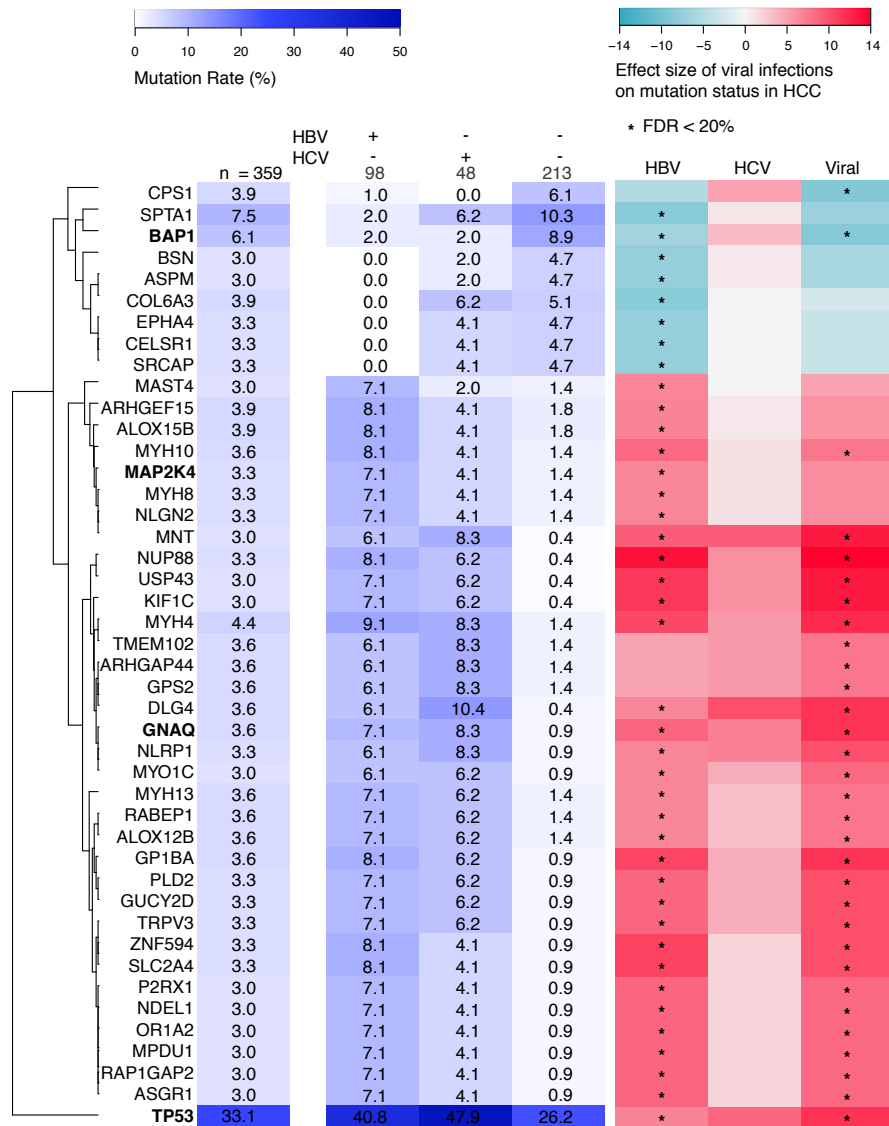 0 10 20 30 40 50
Mutation Rate (%)
−14 −10 −5 0 5 10 14
Effect size of viral infections
on mutation status in HCC
* FDR < 20%
HBV + - -
HCV - + -
n = 359 98 48 213 HBV HCV Viral
CPS1 3.9 1.0 0.0 6.1 *
SPTA1 7.5 2.0 6.2 10.3 *
BAP1 6.1 2.0 2.0 8.9 * *
BSN 3.0 0.0 2.0 4.7 *
ASPM 3.0 0.0 2.0 4.7 *
COL6A3 3.9 0.0 6.2 5.1 *
EPHA4 3.3 0.0 4.1 4.7 *
CELSR1 3.3 0.0 4.1 4.7 *
SRCAP 3.3 0.0 4.1 4.7 *
MAST4 3.0 7.1 2.0 1.4 *
ARHGEF15 3.9 8.1 4.1 1.8 *
ALOX15B 3.9 8.1 4.1 1.8 *
MYH10 3.6 8.1 4.1 1.4 * *
MAP2K4 3.3 7.1 4.1 1.4 *
MYH8 3.3 7.1 4.1 1.4 *
NLGN2 3.3 7.1 4.1 1.4 *
MNT 3.0 6.1 8.3 0.4 * *
NUP88 3.3 8.1 6.2 0.4 * *
USP43 3.0 7.1 6.2 0.4 * *
KIF1C 3.0 7.1 6.2 0.4 * *
MYH4 4.4 9.1 8.3 1.4 * *
TMEM102 3.6 6.1 8.3 1.4 *
ARHGAP44 3.6 6.1 8.3 1.4 *
GPS2 3.6 6.1 8.3 1.4 *
DLG4 3.6 6.1 10.4 0.4 * *
GNAQ 3.6 7.1 8.3 0.9 * *
NLRP1 3.3 6.1 8.3 0.9 * *
MYO1C 3.0 6.1 6.2 0.9 * *
MYH13 3.6 7.1 6.2 1.4 * *
RABEP1 3.6 7.1 6.2 1.4 * *
ALOX12B 3.6 7.1 6.2 1.4 * *
GP1BA 3.6 8.1 6.2 0.9 * *
PLD2 3.3 7.1 6.2 0.9 * *
GUCY2D 3.3 7.1 6.2 0.9 * *
TRPV3 3.3 7.1 6.2 0.9 * *
ZNF594 3.3 8.1 4.1 0.9 * *
SLC2A4 3.3 8.1 4.1 0.9 * *
P2RX1 3.0 7.1 4.1 0.9 * *
NDEL1 3.0 7.1 4.1 0.9 * *
OR1A2 3.0 7.1 4.1 0.9 * *
MPDU1 3.0 7.1 4.1 0.9 * *
RAP1GAP2 3.0 7.1 4.1 0.9 * *
ASGR1 3.0 7.1 4.1 0.9 * *
TP53 33.1 40.8 47.9 26.2 * *